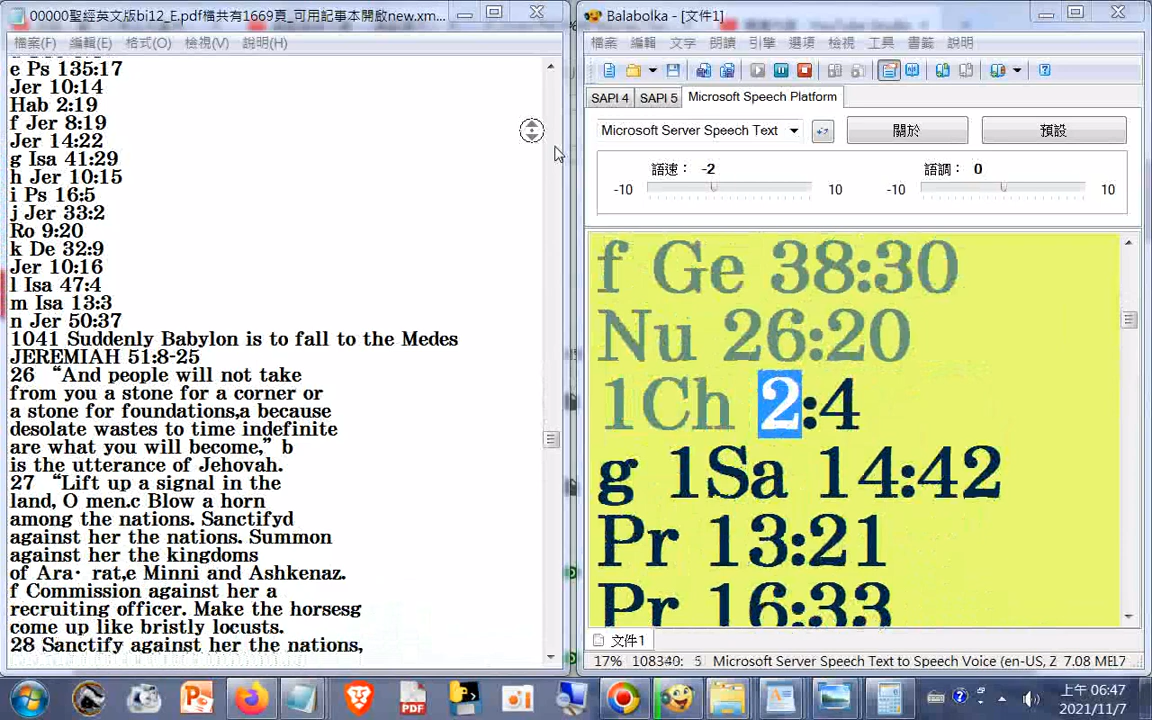 00000聖經英文版bi12_E.pdf檔共有1669頁_可用記事本開啟new.xm...
檔案(F) 編輯(E) 格式(O) 檢視(V) 說明(H)
e Ps 135:17
Jer 10:14
Hab 2:19
f Jer 8:19
Jer 14:22
g Isa 41:29
h Jer 10:15
i Ps 16:5
j Jer 33:2
Ro 9:20
k De 32:9
Jer 10:16
l Isa 47:4
m Isa 13:3
n Jer 50:37
1041 Suddenly Babylon is to fall to the Medes
JEREMIAH 51:8-25
26 “And people will not take
from you a stone for a corner or
a stone for foundations,a because
desolate wastes to time indefinite
are what you will become,” b
is the utterance of Jehovah.
27 “Lift up a signal in the
land, O men.c Blow a horn
among the nations. Sanctifyd
against her the nations. Summon
against her the kingdoms
of Ara· rat,e Minni and Ashkenaz.
f Commission against her a
recruiting officer. Make the horsesg
come up like bristly locusts.
28 Sanctify against her the nations,
Balabolka - [文件1]
檔案 編輯 文字 朗讀 引擎 選項 檢視 工具 書籤 說明
SAPI 4 SAPI 5 Microsoft Speech Platform
Microsoft Server Speech Text 關於 預設
語速： -2 語調： 0
-10 10 -10 10
f Ge 38:30
Nu 26:20
1Ch 2:4
g 1Sa 14:42
Pr 13:21
Pr 16:33
文件1
17% 108340: 5 Microsoft Server Speech Text to Speech Voice (en-US, Z 7.08 MB
PDF
上午 06:47
2021/11/7